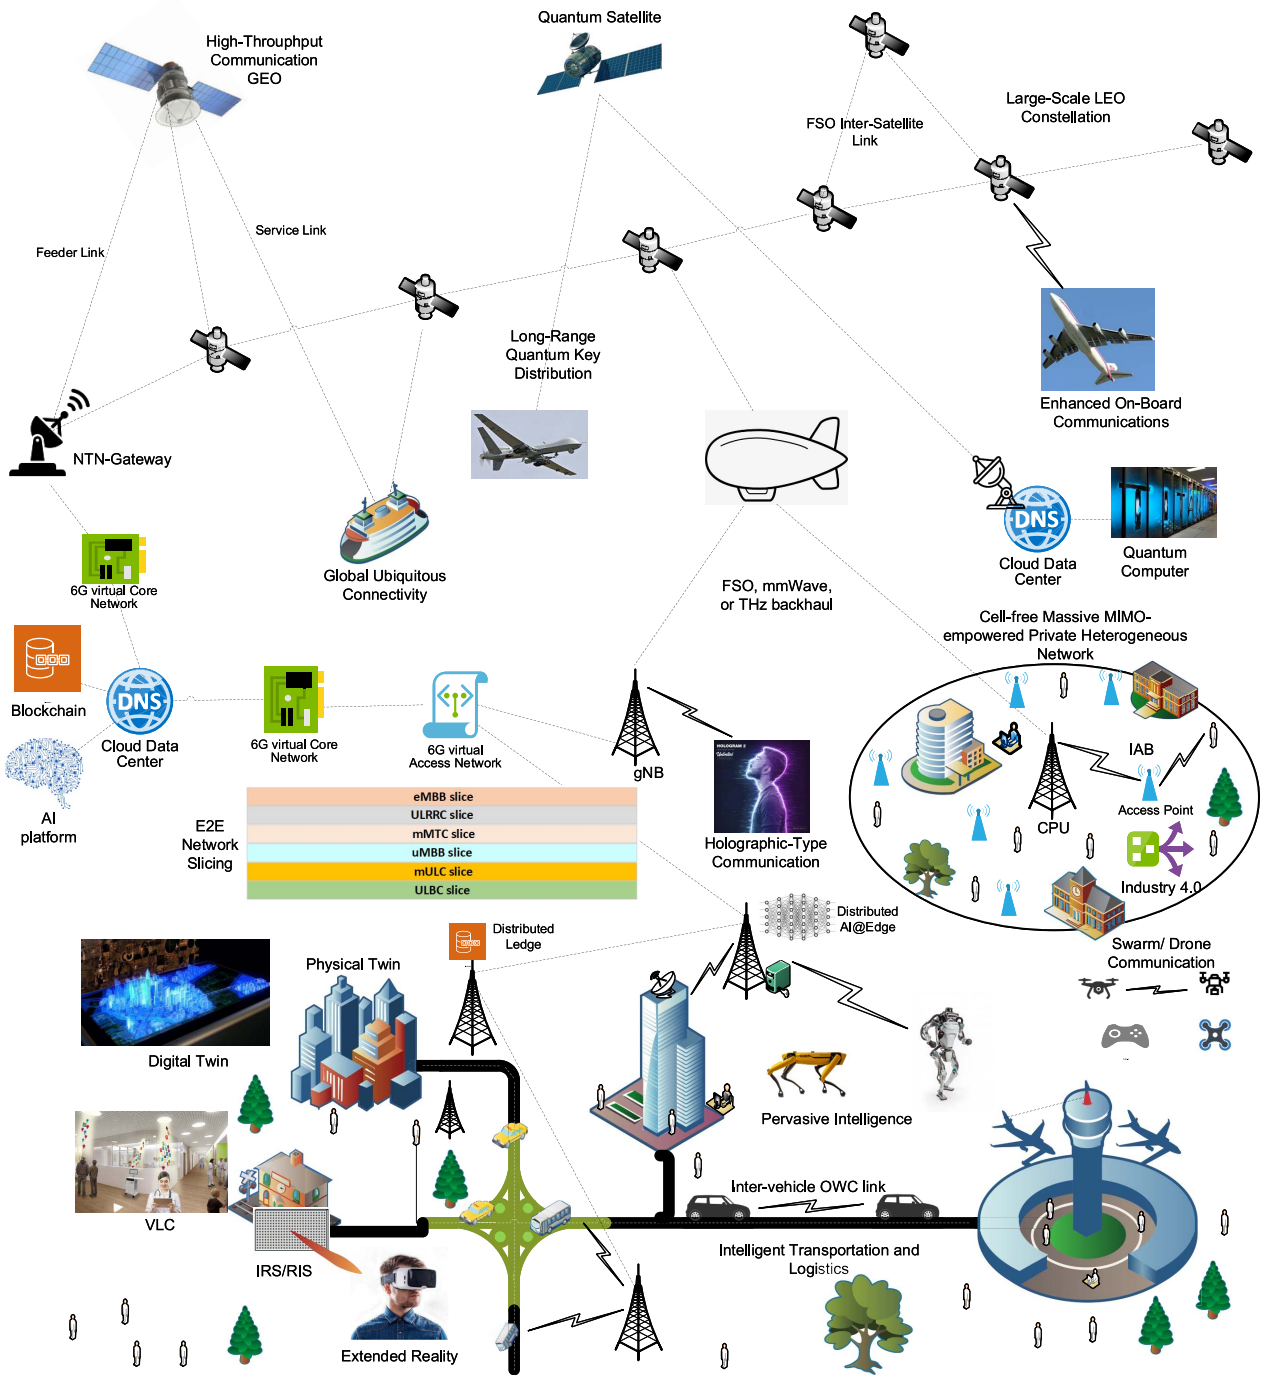 High-Throuphput
Communication
GEO
Quantum Satellite
Large-Scale LEO
Constellation
FSO Inter-Satellite
Link
Service Link
Feeder Link
Long-Range
Quantum Key
Distribution
Enhanced On-Board
Communications
NTN-Gateway
DNS
Cloud Data
Center
Quantum
Computer
Global Ubiquitous
Connectivity
6G virtual Core
Network
FSO, mmWave,
or THz backhaul
Cell-free Massive MIMO-
empowered Private Heterogeneous
Network
Blockchain
DNS
Cloud Data
Center
6G virtual Core
Network
6G virtual
Access Network
gNB
HOLOGRAM 2
Unlimited
Holographic-Type
Communication
IAB
Access Point
CPU
Industry 4.0
AI
platform
E2E
Network
Slicing
eMBB slice
ULRRC slice
mMTC slice
uMBB slice
mULC slice
ULBC slice
Distributed
Ledge
Distributed
AI@Edge
Swarm/ Drone
Communication
Physical Twin
Digital Twin
Pervasive Intelligence
VLC
IRS/RIS
Inter-vehicle OWC link
Intelligent Transportation and
Logistics
Extended Reality